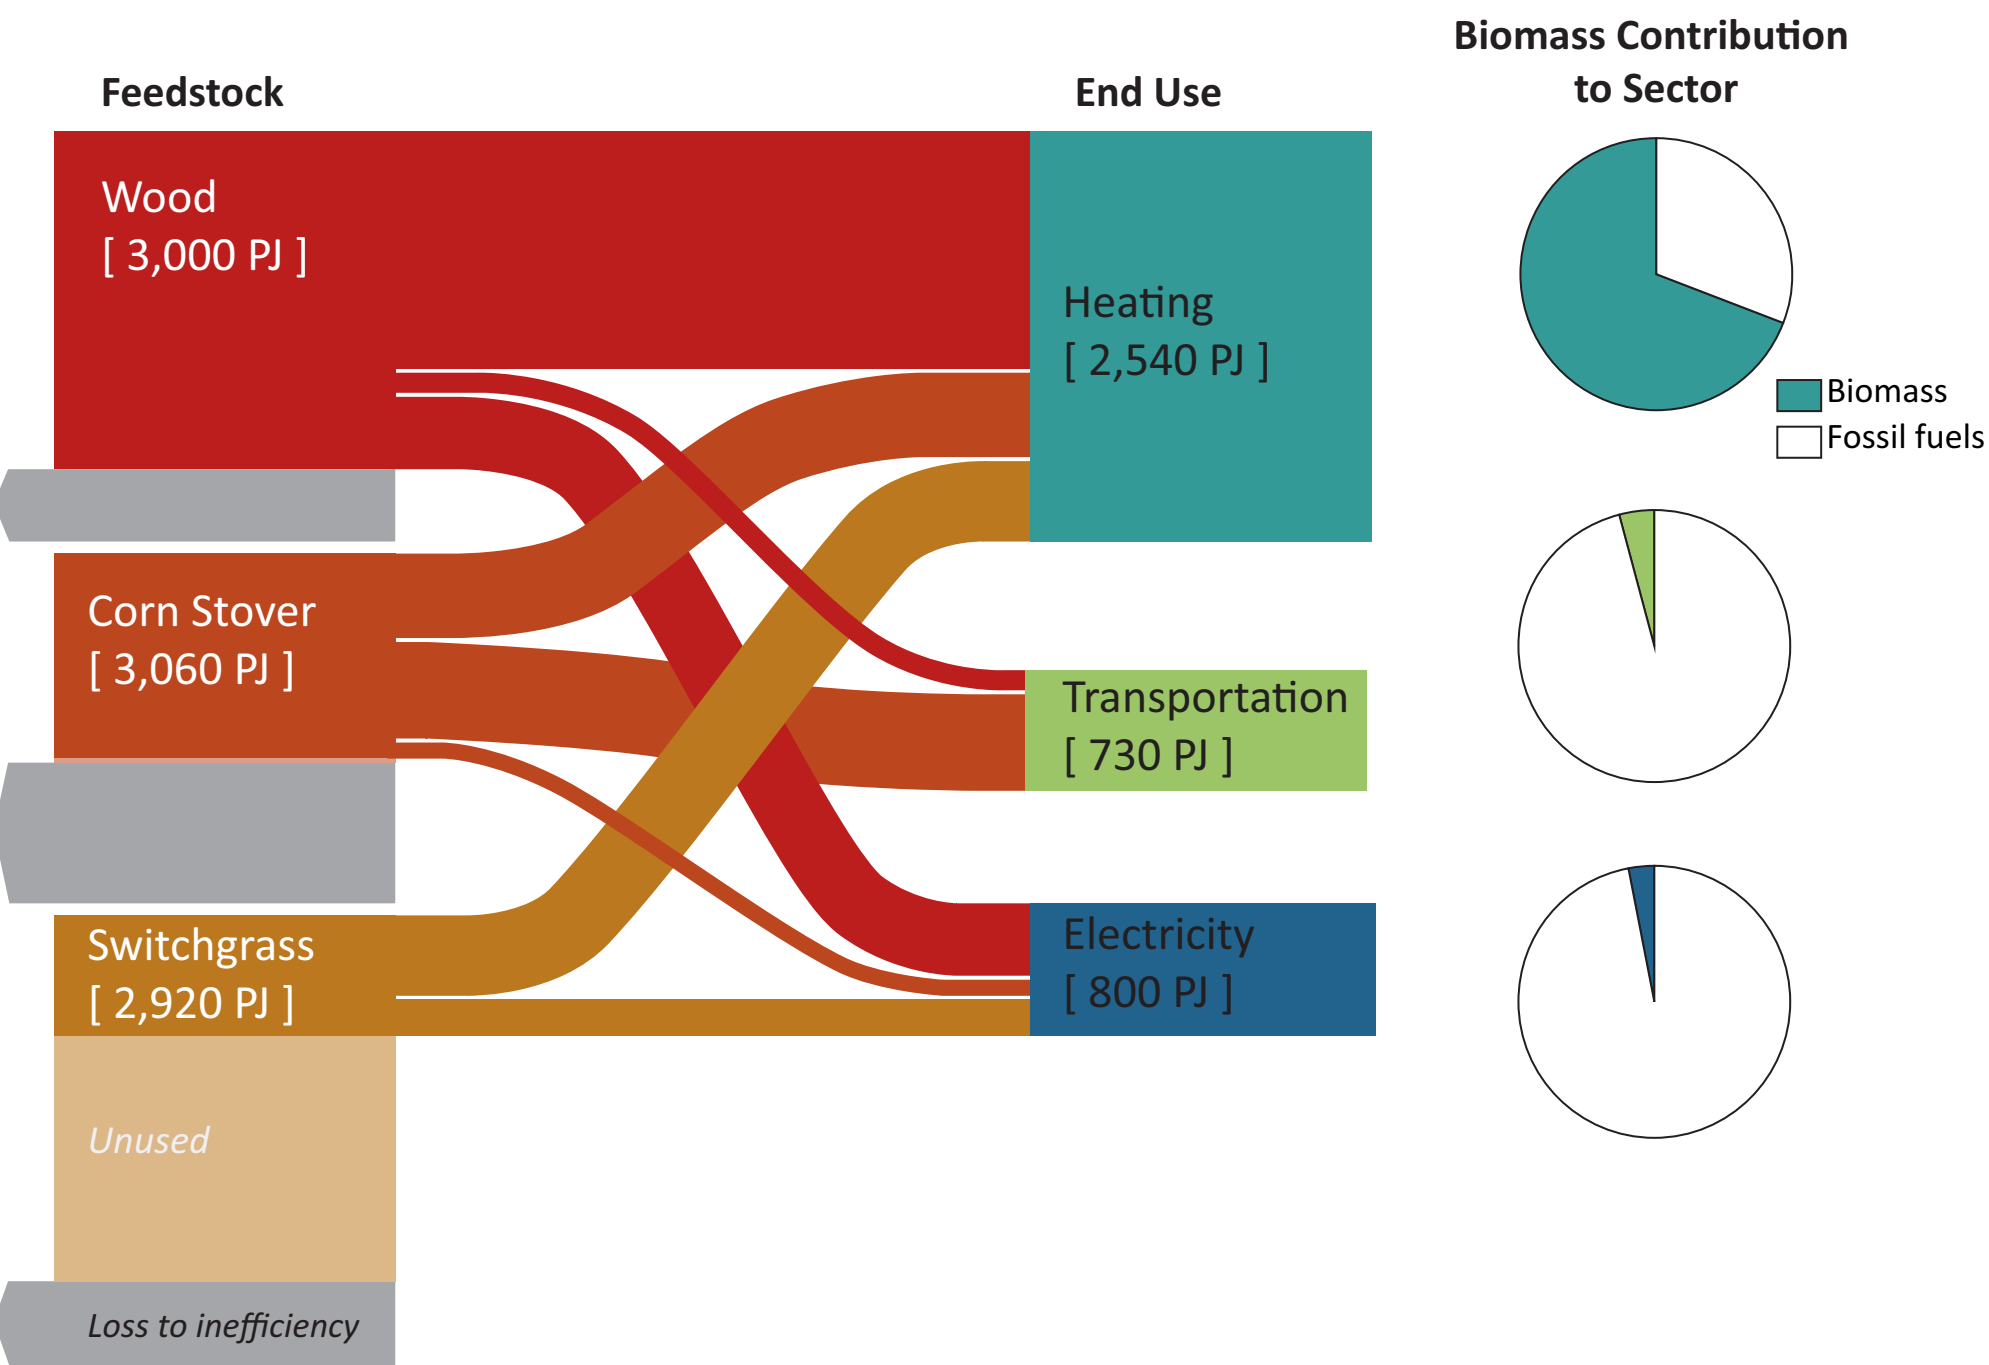 Biomass Contribution
to Sector
Feedstock
End Use
Wood
[ 3,000 PJ ]
Heating
[ 2,540 PJ ]
Biomass
Fossil fuels
Corn Stover
[ 3,060 PJ ]
Transportation
[ 730 PJ ]
Switchgrass
[ 2,920 PJ ]
Electricity
[ 800 PJ ]
Unused
Loss to inefficiency